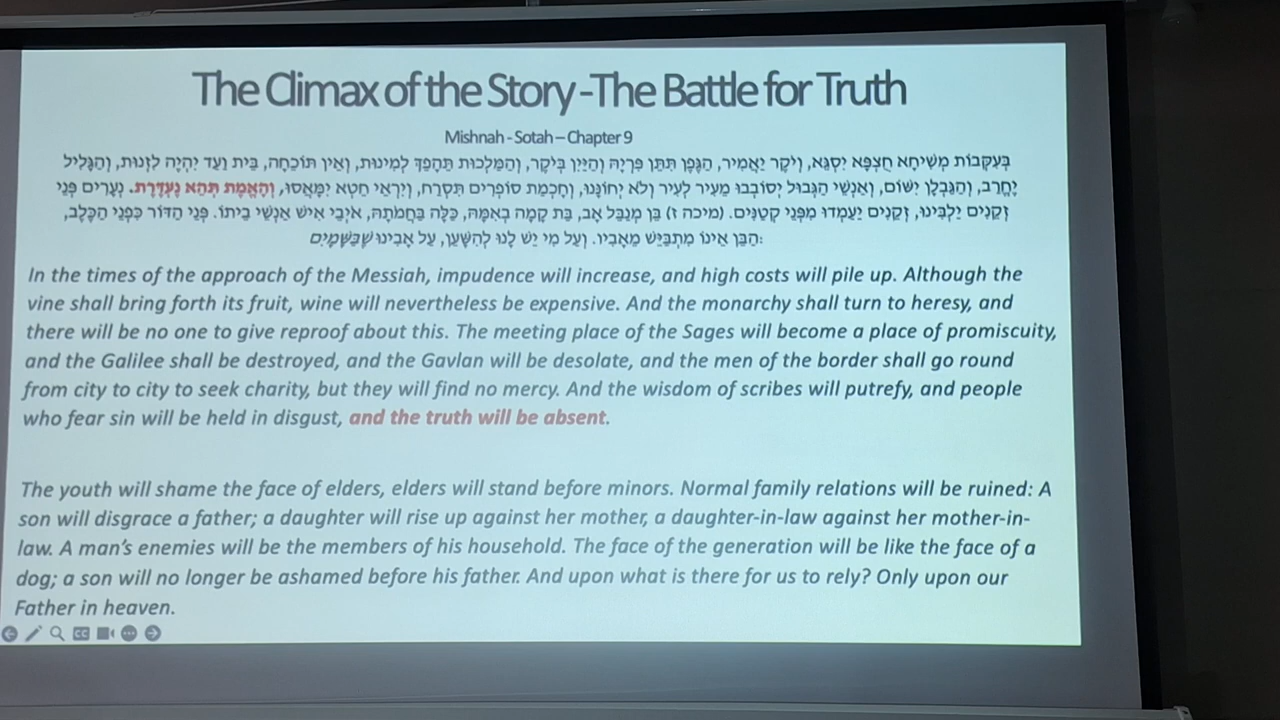 The Climax of the Story -The Battle for Truth
Mishnah - Sotah – Chapter 9
בְּעִקְבוֹת מְשִׁיחָא חֻצְפָּא יִסְגֵּא, וְיֹקֶר יַאֲמִיר, הַגֶּפֶן תִּתֵּן פִּרְיָהּ וְהַיַּיִן בְּיֹקֶר, וְהַמַּלְכוּת תֵּהָפֵךְ לְמִינוּת, וְאֵין תּוֹכָחָה, בֵּית וַעַד יִהְיֶה לִזְנוּת, וְהַגָּלִיל
יֶחֱרַב, וְהַגַּבְלָן יִשּׁוֹם, וְאַנְשֵׁי הַגְּבוּל יְסוֹבְבוּ מֵעִיר לְעִיר וְלֹא יְחוֹנָּנוּ, וְחָכְמַת סוֹפְרִים תִּסְרַח, וְיִרְאֵי חֵטְא יִמָּאֵסוּ, וְהָאֱמֶת תְּהֵא נֶעְדֶּרֶת. נְעָרִים פְּנֵי
זְקֵנִים יַלְבִּינוּ, זְקֵנִים יַעַמְדוּ מִפְּנֵי קְטַנִּים. (מיכה ז) בֵּן מְנַבֵּל אָב, בַּת קָמָה בְאִמָּהּ, כַּלָּה בַּחֲמֹתָהּ, אֹיְבֵי אִישׁ אַנְשֵׁי בֵיתוֹ. פְּנֵי הַדּוֹר כִּפְנֵי הַכֶּלֶב,
הַבֵּן אֵינוֹ מִתְבַּיֵּשׁ מֵאָבִיו. וְעַל מִי יֵשׁ לָנוּ לְהִשָּׁעֵן, עַל אָבִינוּ שֶׁבַּשָּׁמַיִם:
In the times of the approach of the Messiah, impudence will increase, and high costs will pile up. Although the
vine shall bring forth its fruit, wine will nevertheless be expensive. And the monarchy shall turn to heresy, and
there will be no one to give reproof about this. The meeting place of the Sages will become a place of promiscuity,
and the Galilee shall be destroyed, and the Gavlan will be desolate, and the men of the border shall go round
from city to city to seek charity, but they will find no mercy. And the wisdom of scribes will putrefy, and people
who fear sin will be held in disgust, and the truth will be absent.
The youth will shame the face of elders, elders will stand before minors. Normal family relations will be ruined: A
son will disgrace a father; a daughter will rise up against her mother, a daughter-in-law against her mother-in-
law. A man's enemies will be the members of his household. The face of the generation will be like the face of a
dog; a son will no longer be ashamed before his father. And upon what is there for us to rely? Only upon our
Father in heaven.